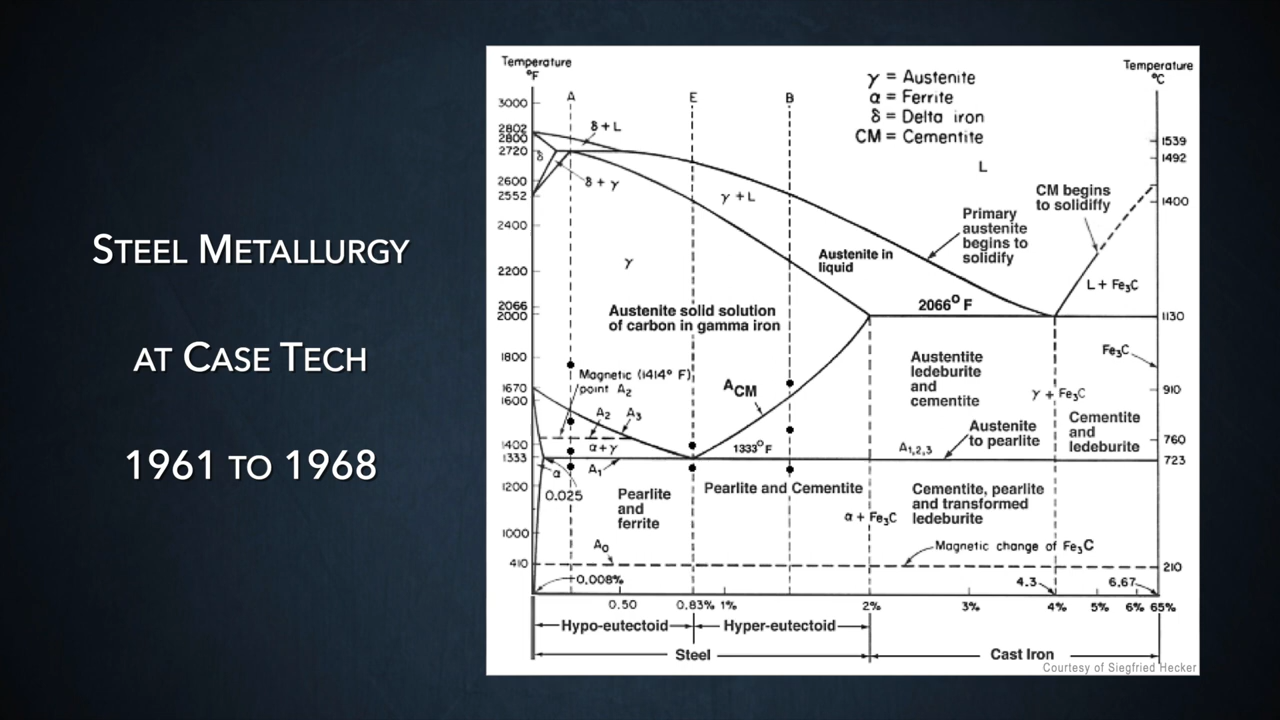 STEEL METALLURGY
AT CASE TECH
1961 TO 1968
Temperature
°F
Temperature
°C
γ = Austenite
α = Ferrite
δ = Delta iron
CM = Cementite
A
E
B
3000
2802
2800
2720
2600
2552
2400
2200
2066
2000
1800
1670
1600
1400
1333
1200
1000
410
1539
1492
1400
1130
910
760
723
210
δ + L
δ
δ + γ
γ + L
L
CM begins
to solidiffy
Primary
austenite
begins to
solidify
Austenite in
liquid
L + Fe₃C
γ
2066° F
Austenite solid solution
of carbon in gamma iron
Fe₃C
Austentite
ledeburite
and
cementite
Magnetic (1414° F)
point A₂
ACM
γ + Fe₃C
Cementite
and
ledeburite
A₂
A₃
Austenite
to pearlite
α + γ
1333°F
A₁,₂,₃
α
A₁
0.025
Pearlite
and
ferrite
Pearlite and Cementite
Cementite, pearlite
and transformed
ledeburite
α + Fe₃C
A₀
Magnetic change of Fe₃C
0.008%
4.3
6.67
0.50
0.83%
1%
2%
3%
4%
5%
6%
65%
Hypo-eutectoid
Hyper-eutectoid
Steel
Cast Iron
Courtesy of Siegfried Hecker